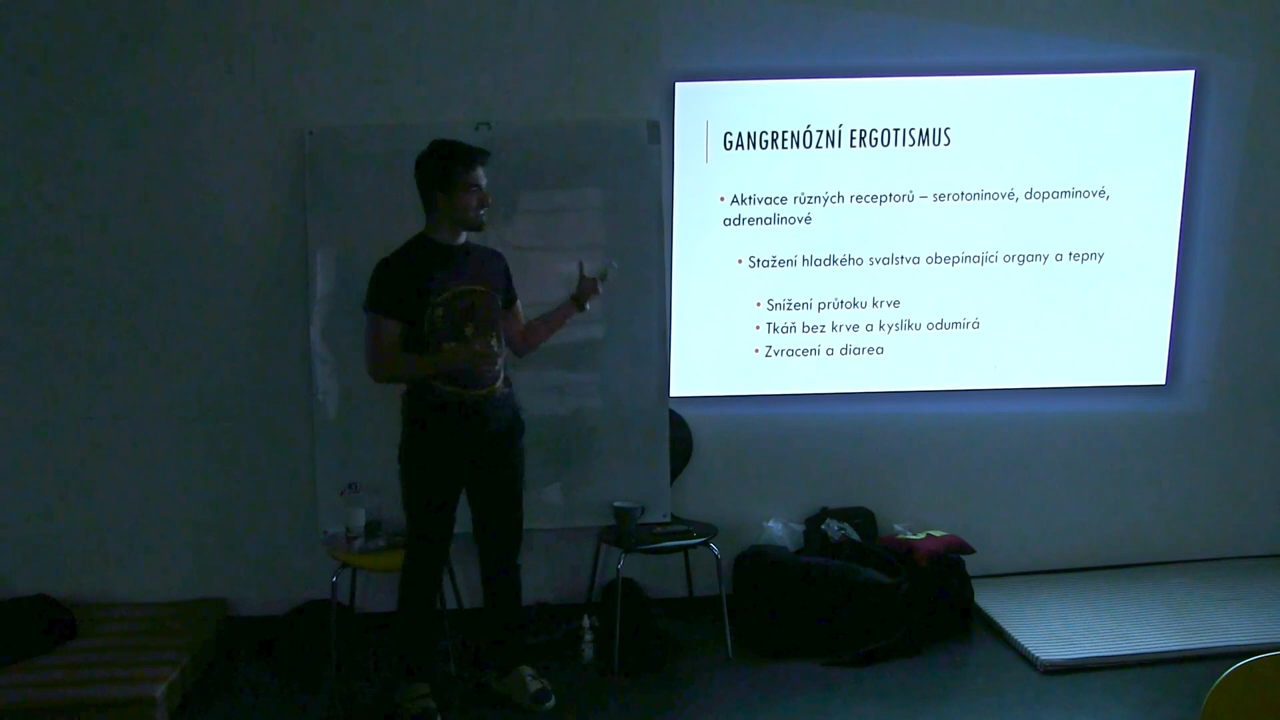 GANGRENÓZNÍ ERGOTISMUS
• Aktivace různých receptorů – serotoninové, dopaminové,
adrenalinové
• Stažení hladkého svalstva obepínající organy a tepny
• Snížení průtoku krve
• Tkáň bez krve a kyslíku odumírá
• Zvracení a diarea